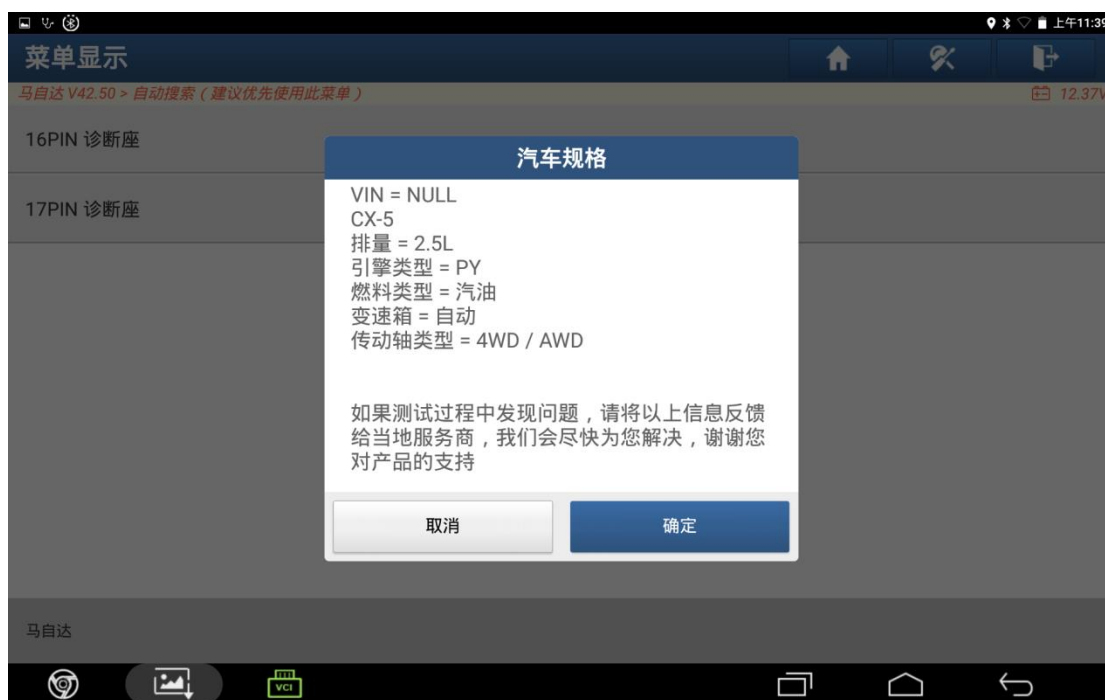 上午11:39
菜单显示
马自达 V42.50 > 自动搜索 ( 建议优先使用此菜单 )
12.37V
16PIN 诊断座
17PIN 诊断座
汽车规格
VIN = NULL
CX-5
排量 = 2.5L
引擎类型 = PY
燃料类型 = 汽油
变速箱 = 自动
传动轴类型 = 4WD / AWD
如果测试过程中发现问题，请将以上信息反馈
给当地服务商，我们会尽快为您解决，谢谢您
对产品的支持
取消
确定
马自达
VCI